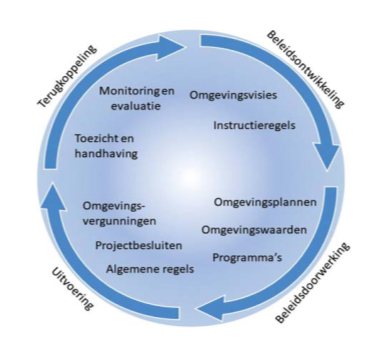 Terugkoppeling
Beleidsontwikkeling
Monitoring en
evaluatie
Omgevingsvisies
Instructieregels
Toezicht en
handhaving
Omgevings-
vergunningen
Projectbesluiten
Algemene regels
Omgevingsplannen
Omgevingswaarden
Programma's
Uitvoering
Beleidsdoorwerking